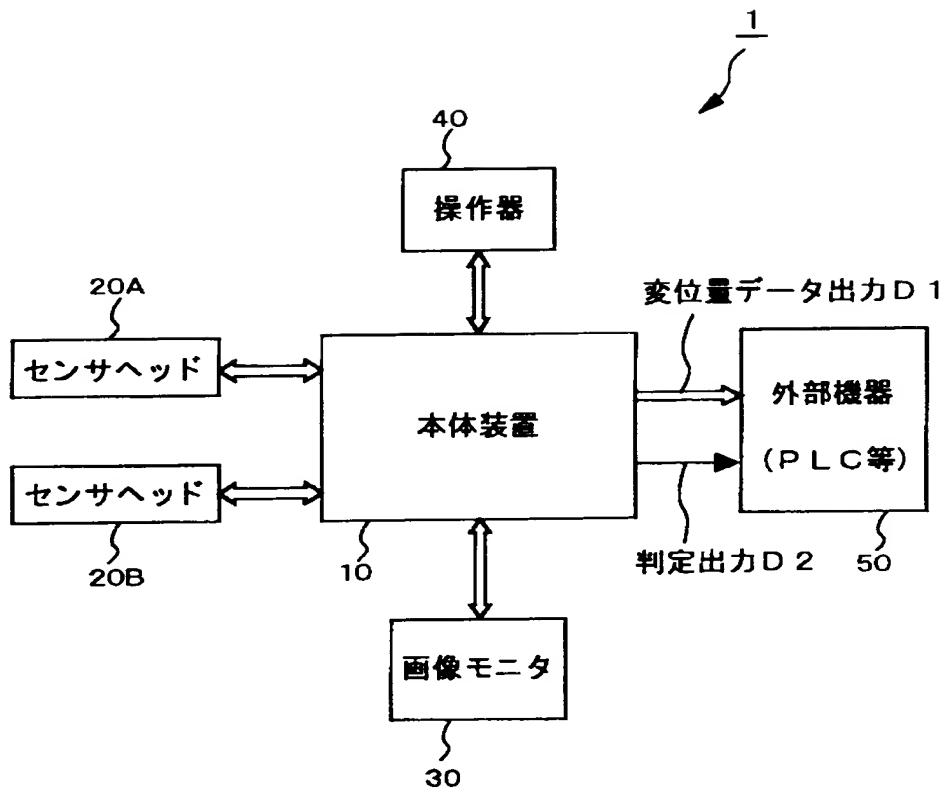 1
40
操作器
20A
変位量データ出力D1
センサヘッド
本体装置
外部機器
(PLC等)
センサヘッド
20B
10
判定出力D2
50
画像モニタ
30